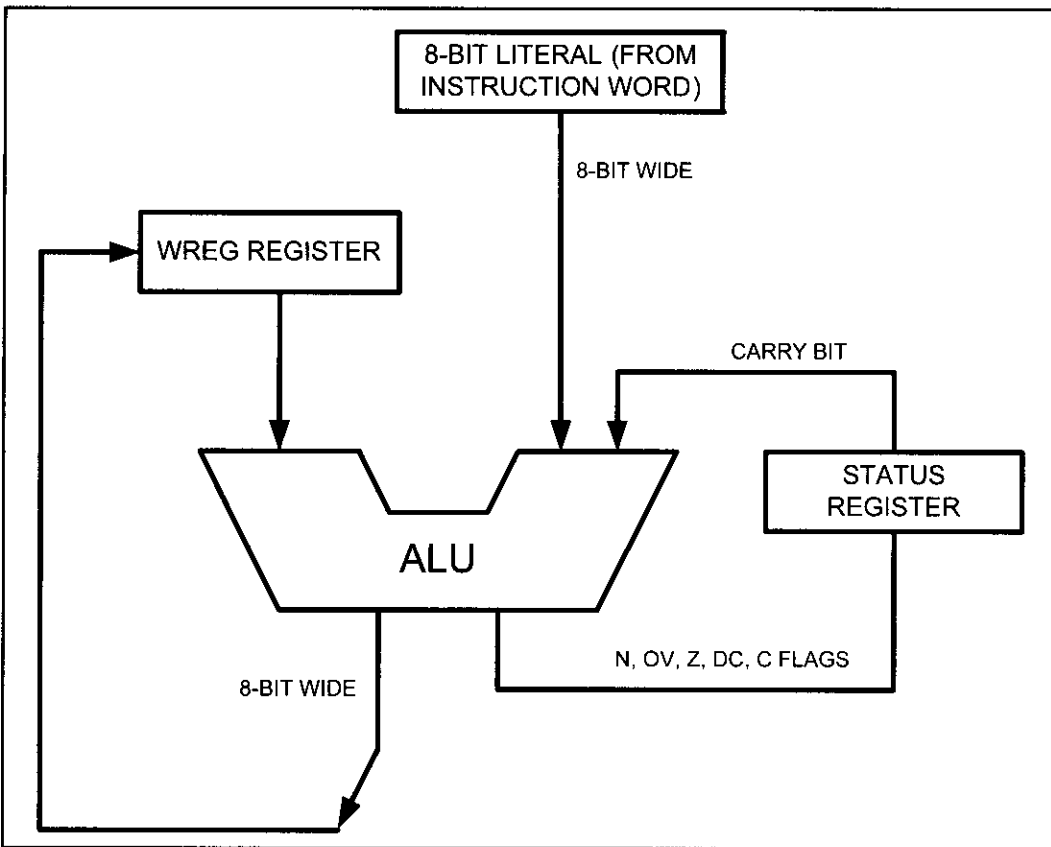 8-BIT LITERAL (FROM
INSTRUCTION WORD)
8-BIT WIDE
WREG REGISTER
CARRY BIT
STATUS
REGISTER
ALU
N, OV, Z, DC, C FLAGS
8-BIT WIDE